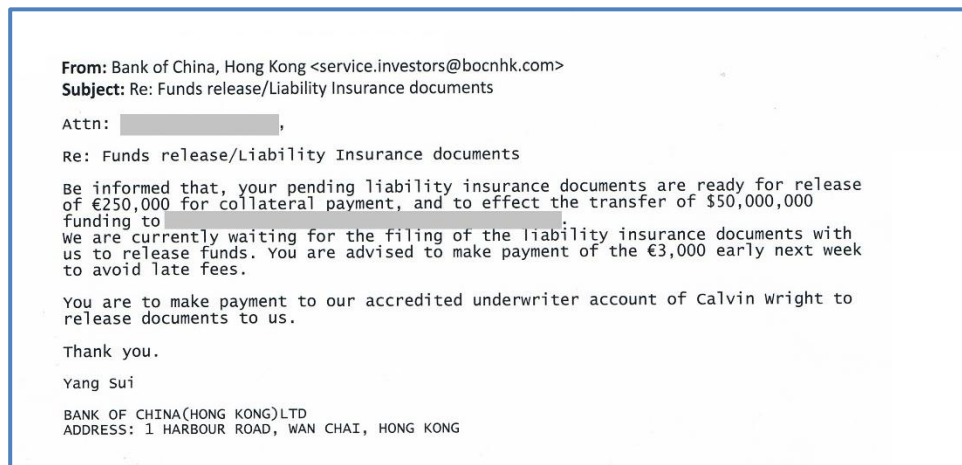 From: Bank of China, Hong Kong <service.investors@bocnhk.com>
Subject: Re: Funds release/Liability Insurance documents
Attn: ,
Re: Funds release/Liability Insurance documents
Be informed that, your pending liability insurance documents are ready for release
of €250,000 for collateral payment, and to effect the transfer of $50,000,000
funding to .
We are currently waiting for the filing of the liability insurance documents with
us to release funds. You are advised to make payment of the €3,000 early next week
to avoid late fees.
You are to make payment to our accredited underwriter account of Calvin Wright to
release documents to us.
Thank you.
Yang Sui
BANK OF CHINA(HONG KONG)LTD
ADDRESS: 1 HARBOUR ROAD, WAN CHAI, HONG KONG